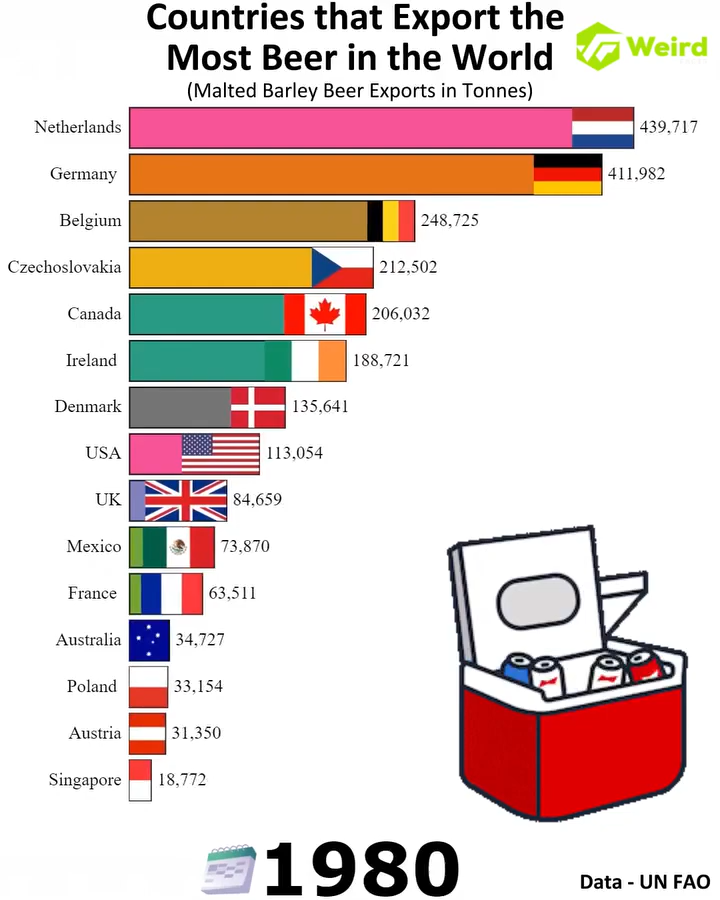 Countries that Export the
Most Beer in the World
Weird
(Malted Barley Beer Exports in Tonnes)
Netherlands 439,717
Germany 411,982
Belgium 248,725
Czechoslovakia 212,502
Canada 206,032
Ireland 188,721
Denmark 135,641
USA 113,054
UK 84,659
Mexico 73,870
France 63,511
Australia 34,727
Poland 33,154
Austria 31,350
Singapore 18,772
1980
Data - UN FAO